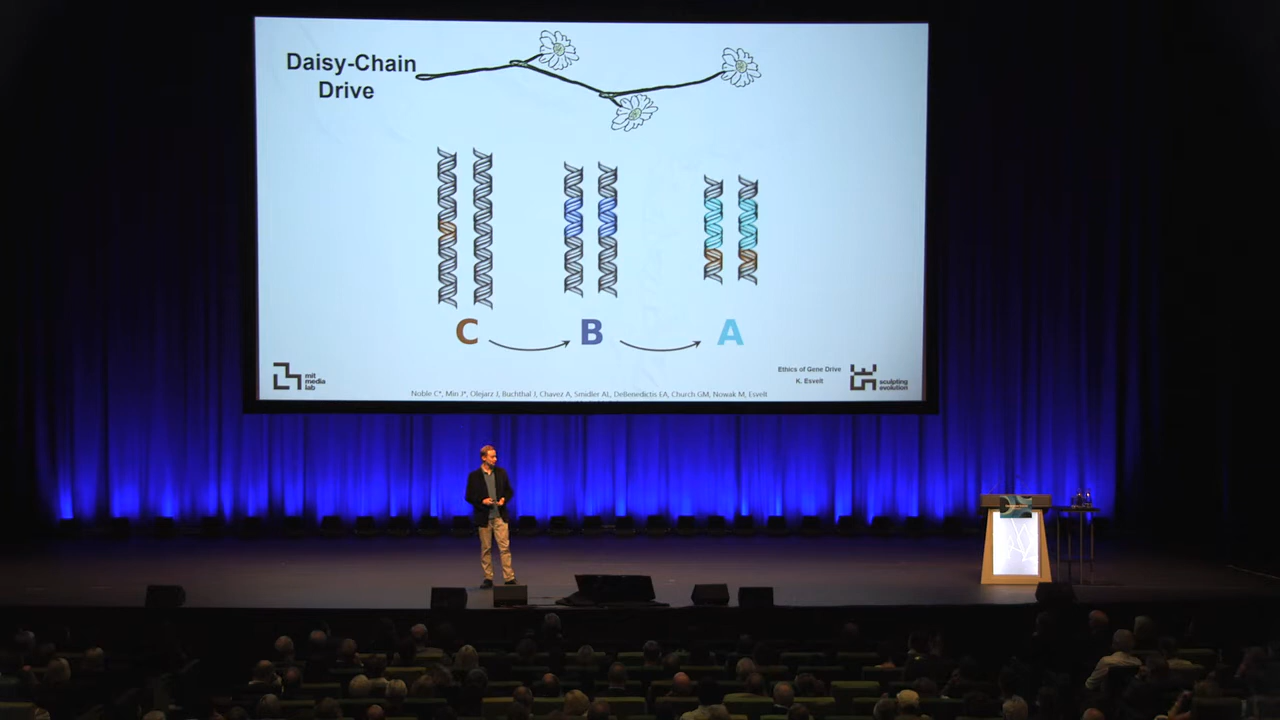 Daisy-Chain
Drive
C
B
A
mit
media
lab
Ethics of Gene Drive
K. Esvelt
sculpting
evolution
Noble C*, Min J*, Olejarz J, Buchthal J, Chavez A, Smidler AL, DeBenedictis EA, Church GM, Nowak M, Esvelt